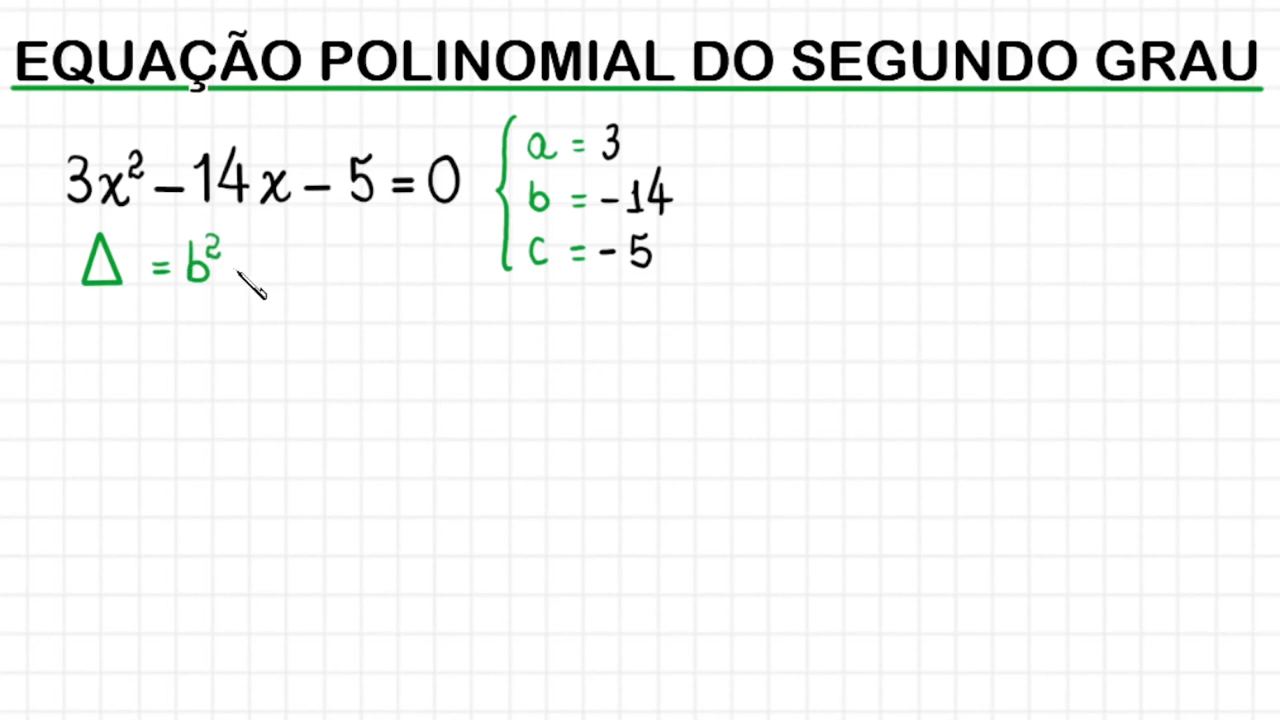 EQUAÇÃO POLINOMIAL DO SEGUNDO GRAU
3x² – 14x – 5 = 0
a = 3
b = -14
c = -5
Δ = b²